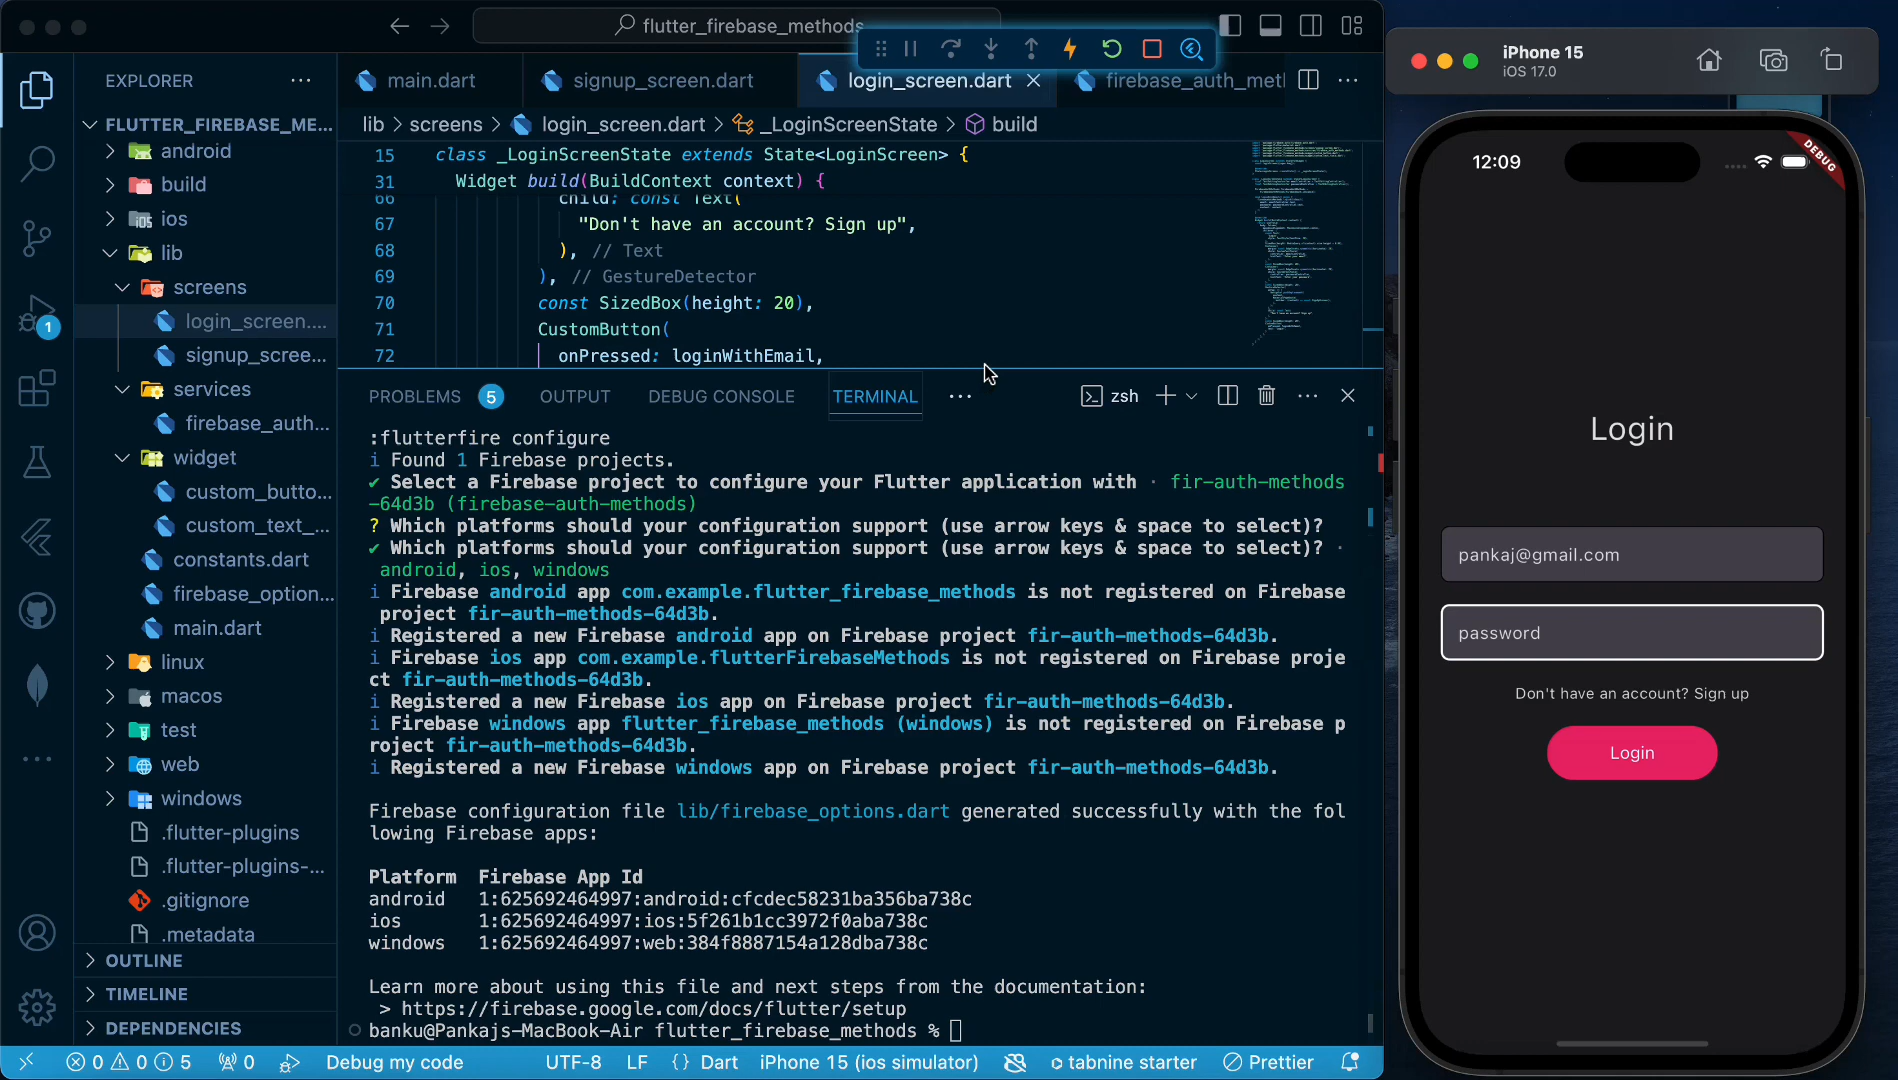 flutter_firebase_methods
EXPLORER
FLUTTER_FIREBASE_ME...
android
build
ios
lib
screens
login_screen....
signup_scree...
services
firebase_auth...
widget
custom_butto...
custom_text_...
constants.dart
firebase_option...
main.dart
linux
macos
test
web
windows
.flutter-plugins
.flutter-plugins-...
.gitignore
.metadata
OUTLINE
TIMELINE
DEPENDENCIES
1
main.dart
signup_screen.dart
login_screen.dart
firebase_auth_met
lib > screens > login_screen.dart > _LoginScreenState > build
15 class _LoginScreenState extends State<LoginScreen> {
31 Widget build(BuildContext context) {
66 child: const Text(
67 "Don't have an account? Sign up",
68 ), // Text
69 ), // GestureDetector
70 const SizedBox(height: 20),
71 CustomButton(
72 onPressed: loginWithEmail,
PROBLEMS 5 OUTPUT DEBUG CONSOLE TERMINAL ... zsh
:flutterfire configure
i Found 1 Firebase projects.
✔ Select a Firebase project to configure your Flutter application with · fir-auth-methods
-64d3b (firebase-auth-methods)
? Which platforms should your configuration support (use arrow keys & space to select)?
✔ Which platforms should your configuration support (use arrow keys & space to select)? ·
android, ios, windows
i Firebase android app com.example.flutter_firebase_methods is not registered on Firebase
project fir-auth-methods-64d3b.
i Registered a new Firebase android app on Firebase project fir-auth-methods-64d3b.
i Firebase ios app com.example.flutterFirebaseMethods is not registered on Firebase proje
ct fir-auth-methods-64d3b.
i Registered a new Firebase ios app on Firebase project fir-auth-methods-64d3b.
i Firebase windows app flutter_firebase_methods (windows) is not registered on Firebase p
roject fir-auth-methods-64d3b.
i Registered a new Firebase windows app on Firebase project fir-auth-methods-64d3b.
Firebase configuration file lib/firebase_options.dart generated successfully with the fol
lowing Firebase apps:
Platform Firebase App Id
android 1:625692464997:android:cfcdec58231ba356ba738c
ios 1:625692464997:ios:5f261b1cc3972f0aba738c
windows 1:625692464997:web:384f8887154a128dba738c
Learn more about using this file and next steps from the documentation:
> https://firebase.google.com/docs/flutter/setup
banku@Pankajs-MacBook-Air flutter_firebase_methods %
0 0 5 0 Debug my code UTF-8 LF {} Dart iPhone 15 (ios simulator) tabnine starter Prettier
iPhone 15
iOS 17.0
12:09
DEBUG
Login
pankaj@gmail.com
password
Don't have an account? Sign up
Login